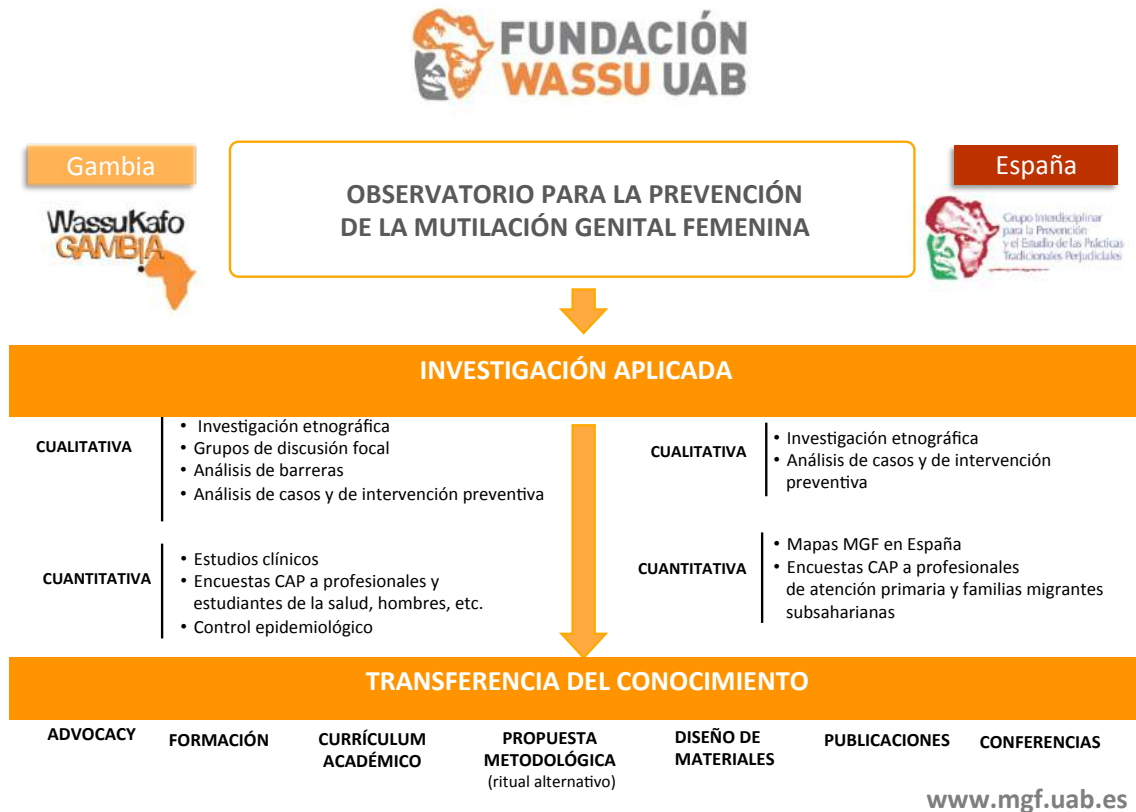 FUNDACIÓN
WASSU UAB
Gambia
WassuKafo
GAMBIA
OBSERVATORIO PARA LA PREVENCIÓN
DE LA MUTILACIÓN GENITAL FEMENINA
España
Grupo Interdisciplinar
para la Prevención
y el Estudio de las Prácticas
Tradicionales Perjudiciales
INVESTIGACIÓN APLICADA
CUALITATIVA
• Investigación etnográfica
• Grupos de discusión focal
• Análisis de barreras
• Análisis de casos y de intervención preventiva
CUANTITATIVA
• Estudios clínicos
• Encuestas CAP a profesionales y
estudiantes de la salud, hombres, etc.
• Control epidemiológico
CUALITATIVA
• Investigación etnográfica
• Análisis de casos y de intervención
preventiva
CUANTITATIVA
• Mapas MGF en España
• Encuestas CAP a profesionales
de atención primaria y familias migrantes
subsaharianas
TRANSFERENCIA DEL CONOCIMIENTO
ADVOCACY
FORMACIÓN
CURRÍCULUM
ACADÉMICO
PROPUESTA
METODOLÓGICA
(ritual alternativo)
DISEÑO DE
MATERIALES
PUBLICACIONES
CONFERENCIAS
www.mgf.uab.es